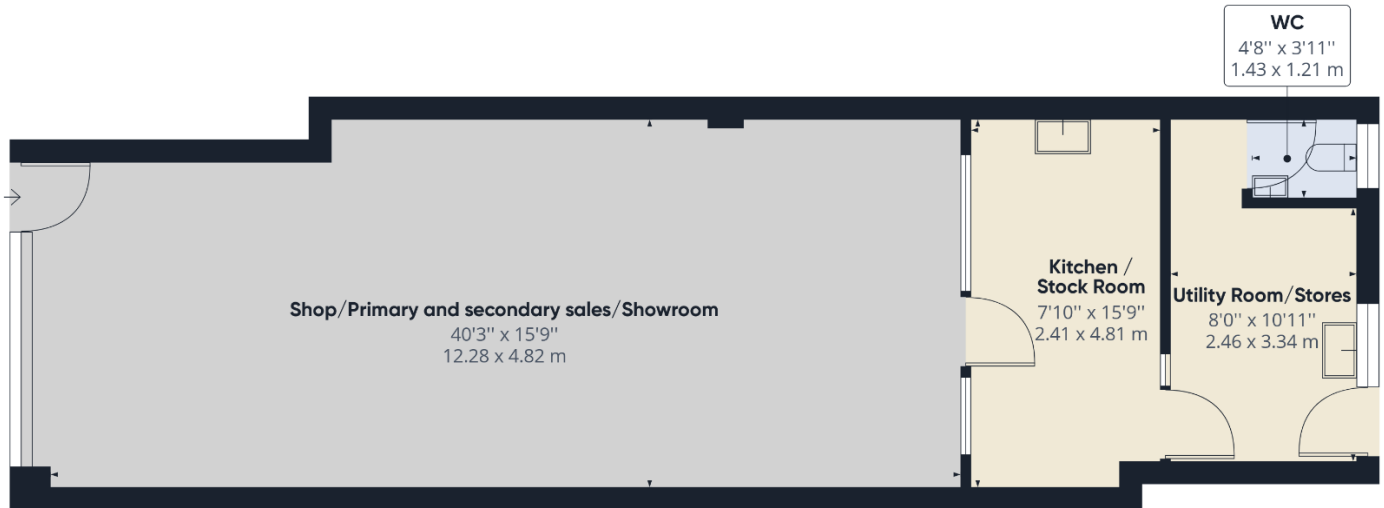 WC
4'8'' x 3'11''
1.43 x 1.21 m
Shop/Primary and secondary sales/Showroom
40'3'' x 15'9''
12.28 x 4.82 m
Kitchen /
Stock Room
7'10'' x 15'9''
2.41 x 4.81 m
Utility Room/Stores
8'0'' x 10'11''
2.46 x 3.34 m